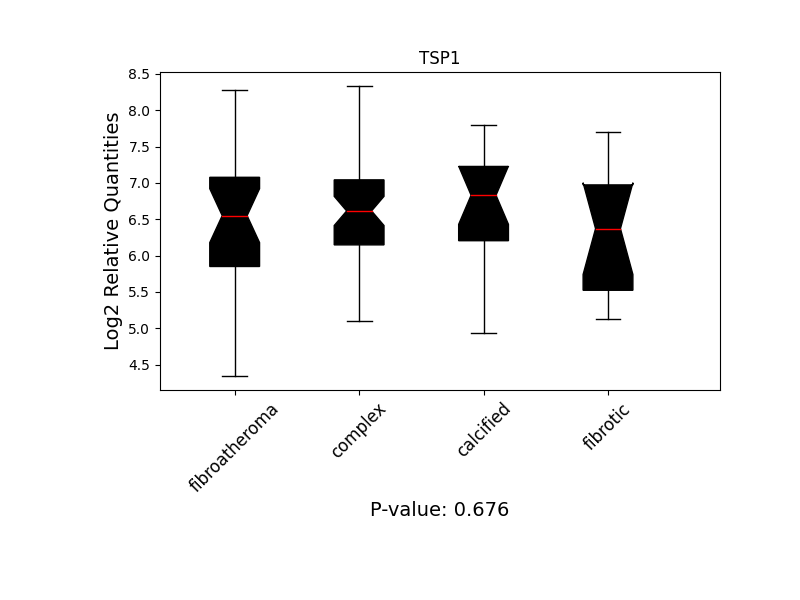 TSP1
Log2 Relative Quantities
8.5
8.0
7.5
7.0
6.5
6.0
5.5
5.0
4.5
fibroatheroma
complex
calcified
fibrotic
P-value: 0.676